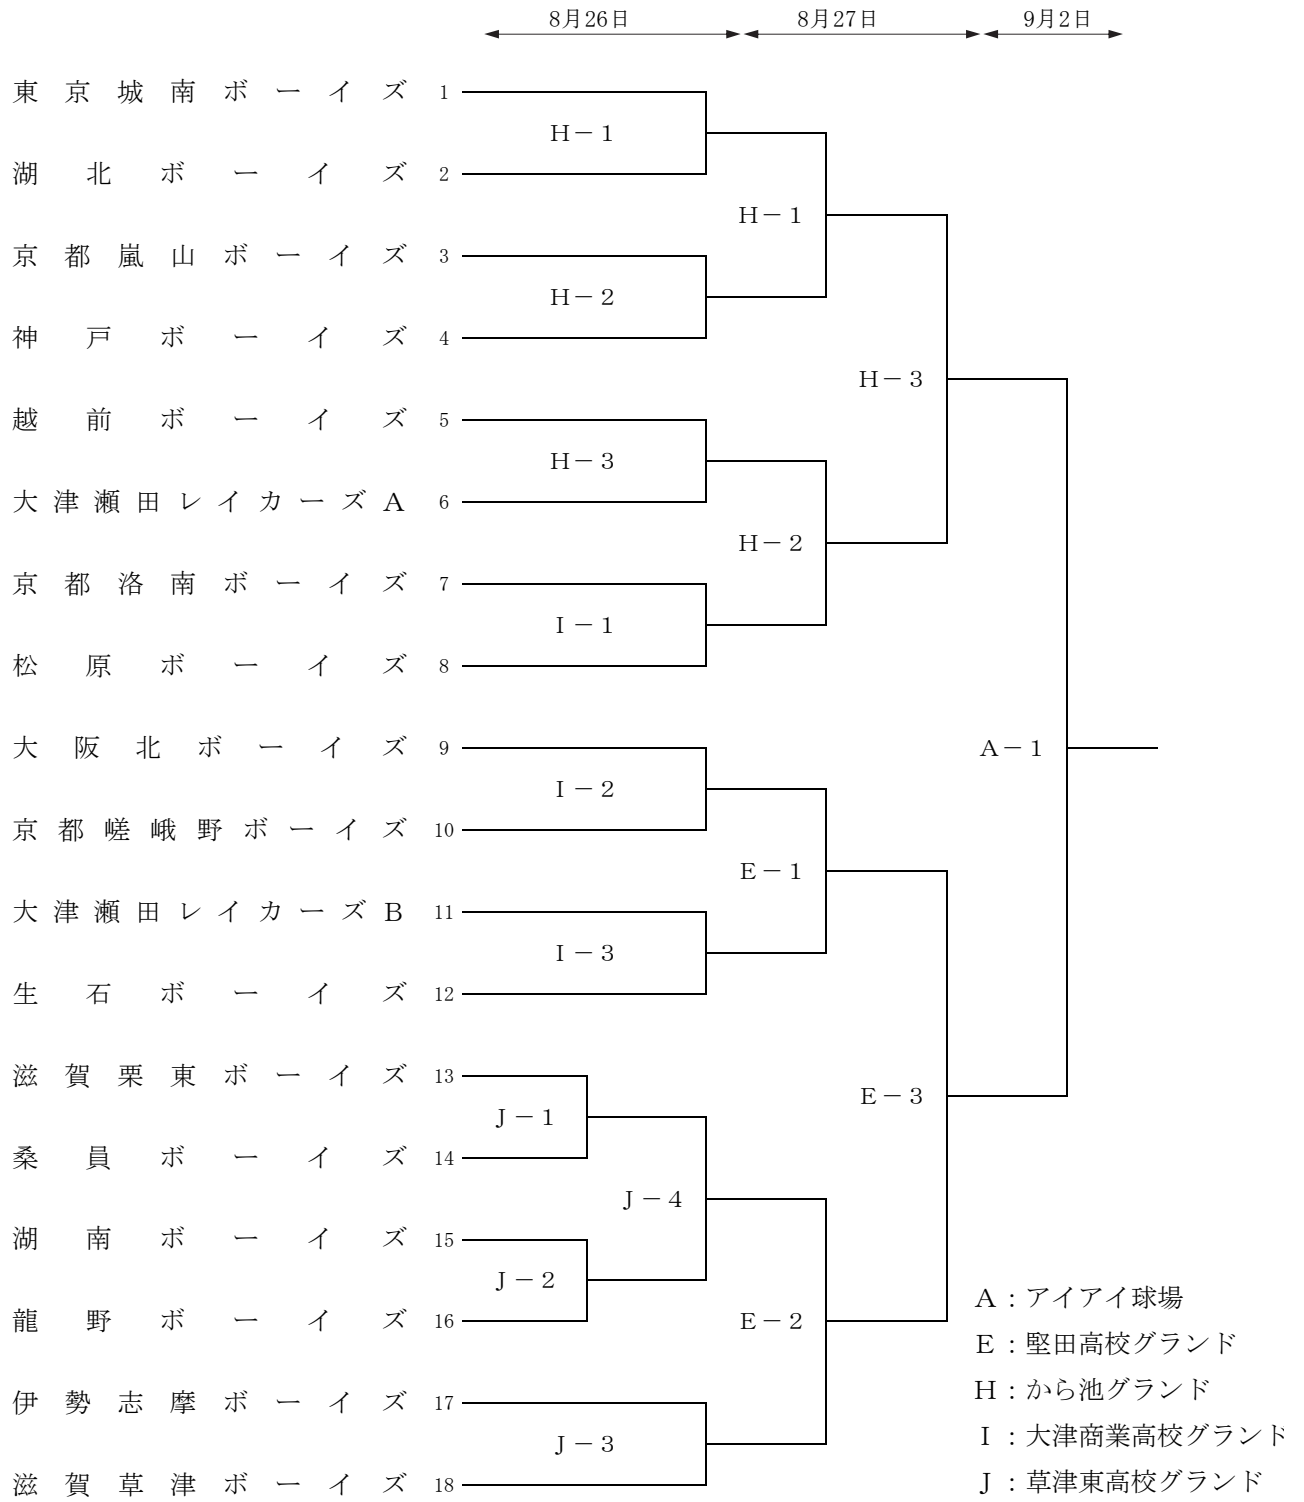 8月26日 8月27日 9月2日
東京城南ボーイズ 1
H－1
湖北ボーイズ 2
H－1
京都嵐山ボーイズ 3
H－2
神戸ボーイズ 4
H－3
越前ボーイズ 5
H－3
大津瀬田レイカーズA 6
H－2
京都洛南ボーイズ 7
I－1
松原ボーイズ 8
大阪北ボーイズ 9
A－1
I－2
京都嵯峨野ボーイズ 10
E－1
大津瀬田レイカーズB 11
I－3
生石ボーイズ 12
滋賀栗東ボーイズ 13
E－3
J－1
桑員ボーイズ 14
J－4
湖南ボーイズ 15
J－2
龍野ボーイズ 16
E－2
伊勢志摩ボーイズ 17
J－3
滋賀草津ボーイズ 18
A：アイアイ球場
E：堅田高校グランド
H：から池グランド
I：大津商業高校グランド
J：草津東高校グランド